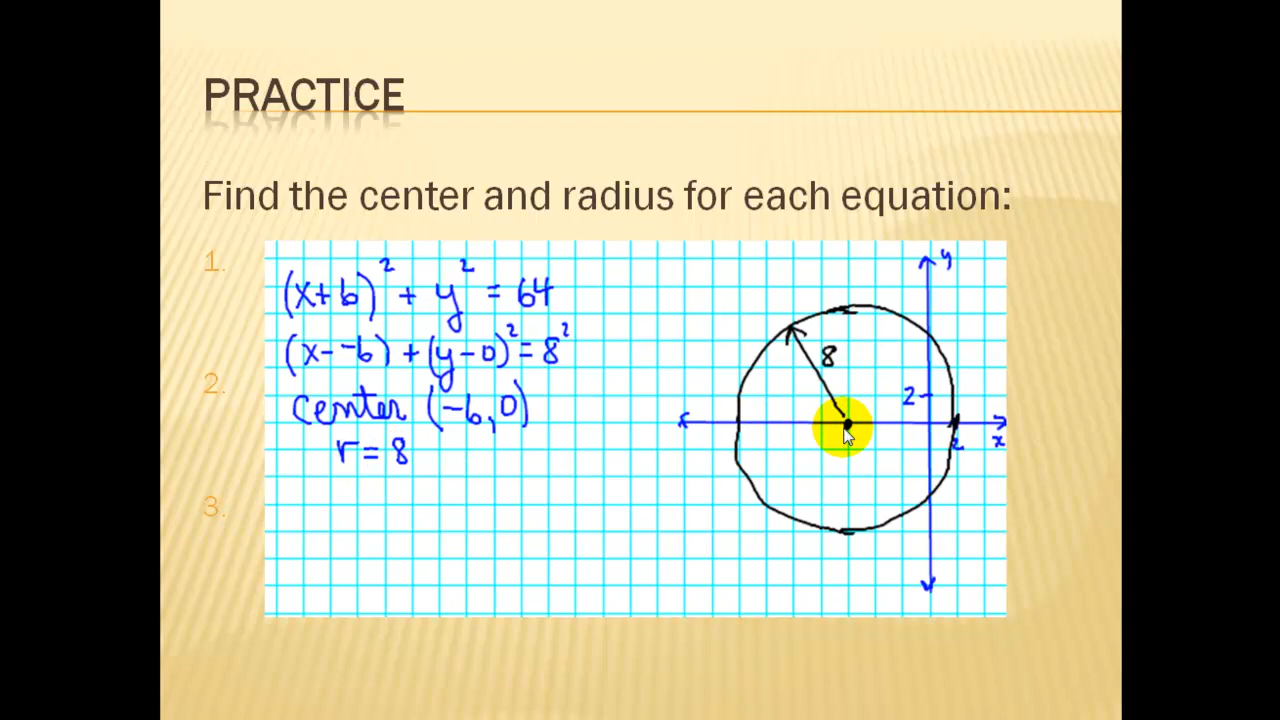 PRACTICE
Find the center and radius for each equation:
1.
(x+6)² + y² = 64
(x - -6) + (y - 0)² = 8²
2.
center (-6,0)
r = 8
3.
y
8
2
2
x